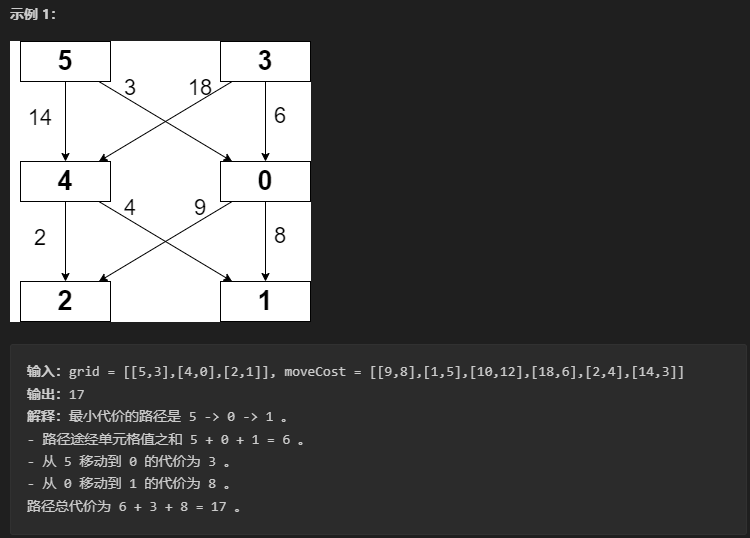 示例 1：
5 3
3 18
14 6
4 0
4 9
2 8
2 1
输入：grid = [[5,3],[4,0],[2,1]], moveCost = [[9,8],[1,5],[10,12],[18,6],[2,4],[14,3]]
输出：17
解释：最小代价的路径是 5 -> 0 -> 1 。
- 路径途经单元格值之和 5 + 0 + 1 = 6 。
- 从 5 移动到 0 的代价为 3 。
- 从 0 移动到 1 的代价为 8 。
路径总代价为 6 + 3 + 8 = 17 。